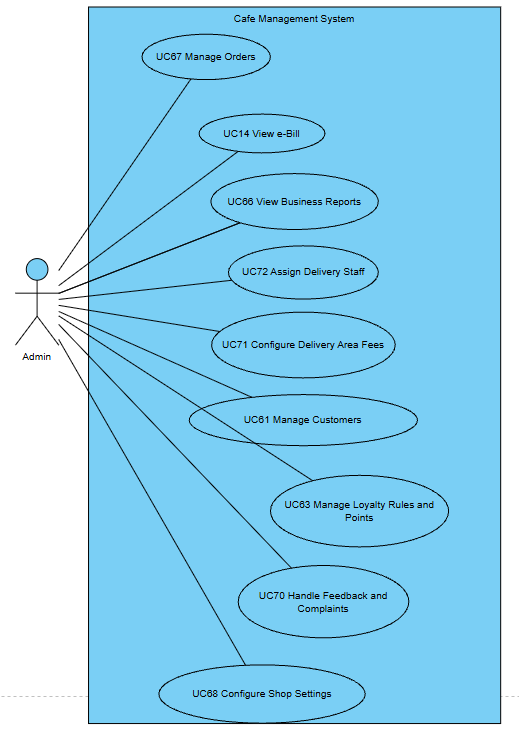 Cafe Management System
UC67 Manage Orders
UC14 View e-Bill
UC66 View Business Reports
UC72 Assign Delivery Staff
UC71 Configure Delivery Area Fees
Admin
UC61 Manage Customers
UC63 Manage Loyalty Rules and
Points
UC70 Handle Feedback and
Complaints
UC68 Configure Shop Settings